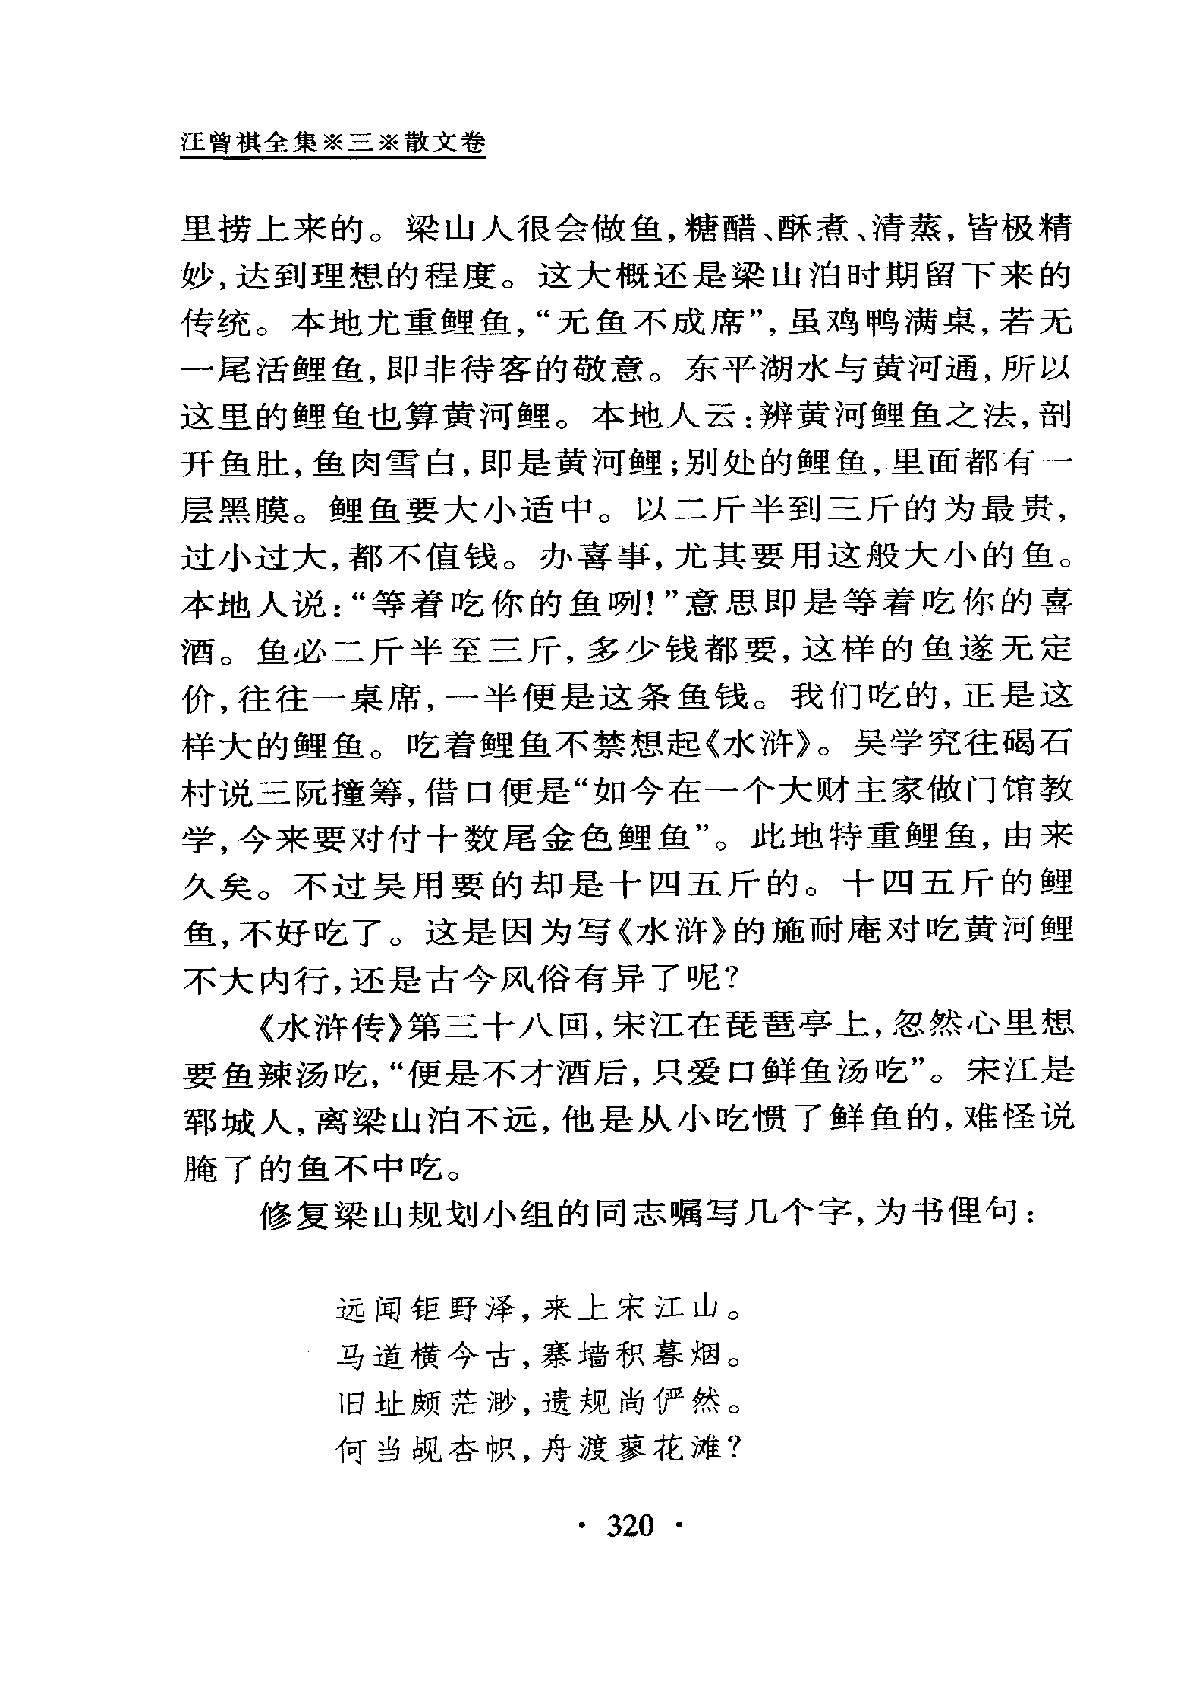 汪曾祺全集※三※散文卷
里捞上来的。梁山人很会做鱼,糖醋、酥煮、清蒸,皆极精
妙,达到理想的程度。这大概还是梁山泊时期留下来的
传统。本地尤重鲤鱼,“无鱼不成席”,虽鸡鸭满桌,若无
一尾活鲤鱼,即非待客的敬意。东平湖水与黄河通,所以
这里的鲤鱼也算黄河鲤。本地人云:辨黄河鲤鱼之法,剖
开鱼肚,鱼肉雪白,即是黄河鲤;别处的鲤鱼,里面都有一
层黑膜。鲤鱼要大小适中。以二斤半到三斤的为最贵,
过小过大,都不值钱。办喜事,尤其要用这般大小的鱼。
本地人说:“等着吃你的鱼咧!”意思即是等着吃你的喜
酒。鱼必二斤半至三斤,多少钱都要,这样的鱼遂无定
价,往往一桌席,一半便是这条鱼钱。我们吃的,正是这
样大的鲤鱼。吃着鲤鱼不禁想起《水浒》。吴学究往碣石
村说三阮撞筹,借口便是“如今在一个大财主家做门馆教
学,今来要对付十数尾金色鲤鱼”。此地特重鲤鱼,由来
久矣。不过吴用要的却是十四五斤的。十四五斤的鲤
鱼,不好吃了。这是因为写《水浒》的施耐庵对吃黄河鲤
不大内行,还是古今风俗有异了呢?
《水浒传》第三十八回,宋江在琵琶亭上,忽然心里想
要鱼辣汤吃,“便是不才酒后,只爱口鲜鱼汤吃”。宋江是
郓城人,离梁山泊不远,他是从小吃惯了鲜鱼的,难怪说
腌了的鱼不中吃。
修复梁山规划小组的同志嘱写几个字,为书俚句:
远闻钜野泽,来上宋江山。
马道横今古,寨墙积暮烟。
旧址颇茫渺,遗规尚俨然。
何当觇杏帜,舟渡蓼花滩?
· 320 ·